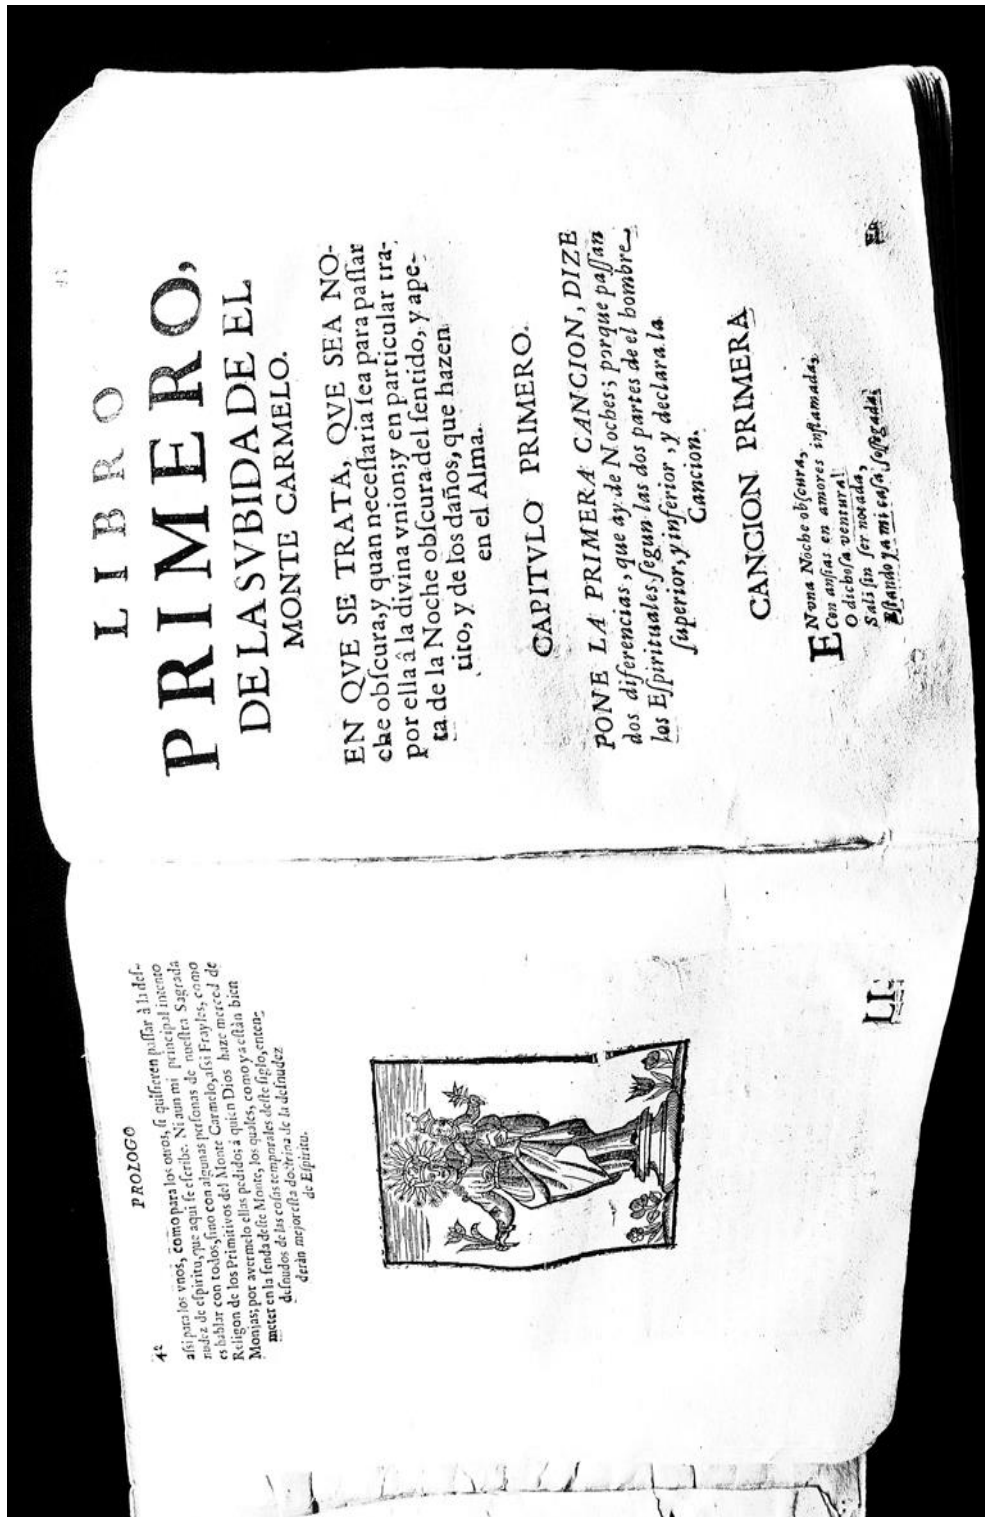 42
PROLOGO
aſsi para los vnos, como para los otros, ſi quiſieren paſſar à la deſ-
nudez de eſpiritu, que aqui ſe eſcribe. Ni aun mi principal intento
es hablar con todos, ſino con algunas perſonas de nueſtra Sagrada
Religon de los Primitivos del Monte Carmelo, aſsi Frayles, como
Monjas; por avermelo ellas pedido: á quien Dios haze merced de
meter en la ſenda deſte Monte, los quales, como ya eſtàn bien
deſnudos de las coſas temporales deſte ſiglo, enten-
deràn mejor eſta doctrina de la deſnudez
de Eſpiritu.
LI-
LIBRO
PRIMERO,
DE LA SVBIDA DE EL
MONTE CARMELO.
EN QVE SE TRATA, QVE SEA NO-
che obſcura, y quan neceſſaria ſea para paſſar
por ella â la divina vnion; y en particular tra-
ta de la Noche obſcura del ſentido, y ape-
tito, y de los daños, que hazen
en el Alma.
CAPITVLO PRIMERO.
PONE LA PRIMERA CANCION, DIZE
dos diferencias, que ay de Noches; porque paſſan
los Eſpirituales, ſegun las dos partes de el hombre,
ſuperior, y inferior, y declara la
Cancion.
CANCION PRIMERA
EN vna Noche obſcura,
Con anſias en amores inflamada,
O dichoſa ventura!
Sali ſin ſer notada,
Eſtando ya mi caſa ſoſſegada.
En